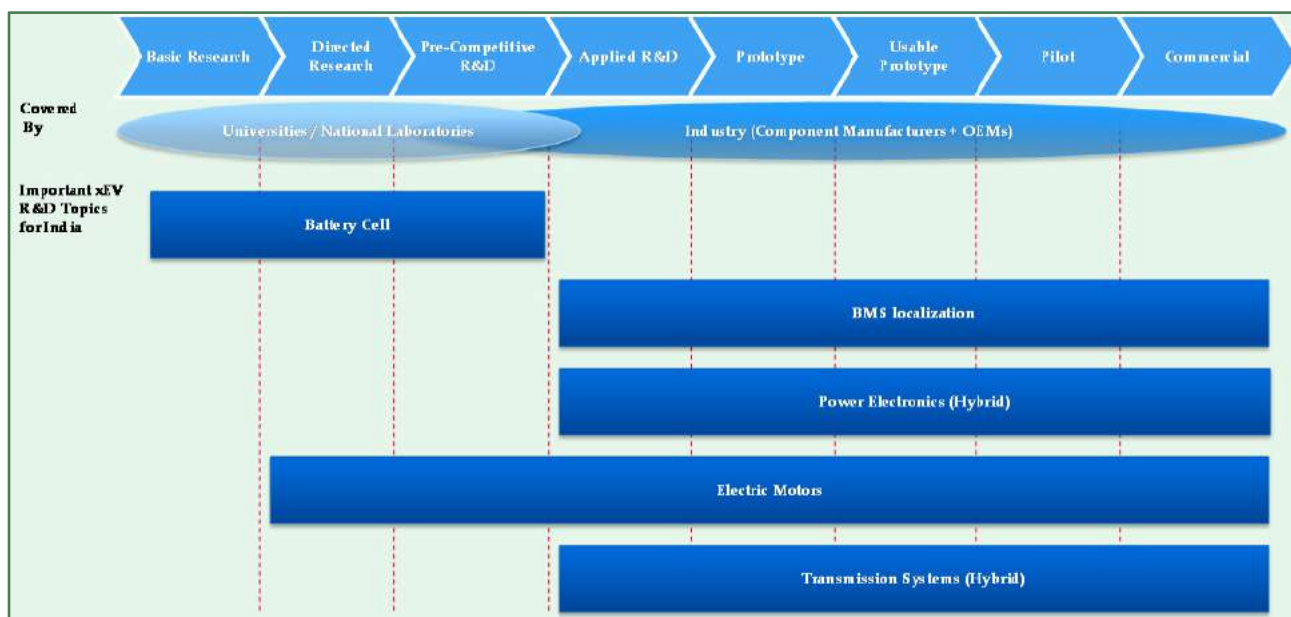 Basic Research
Directed
Research
Pre-Competitive
R&D
Applied R&D
Prototype
Usable
Prototype
Pilot
Commercial
Covered
By
Universities / National Laboratories
Industry (Component Manufacturers + OEMs)
Important xEV
R&D Topics
for India
Battery Cell
BMS localization
Power Electronics (Hybrid)
Electric Motors
Transmission Systems (Hybrid)